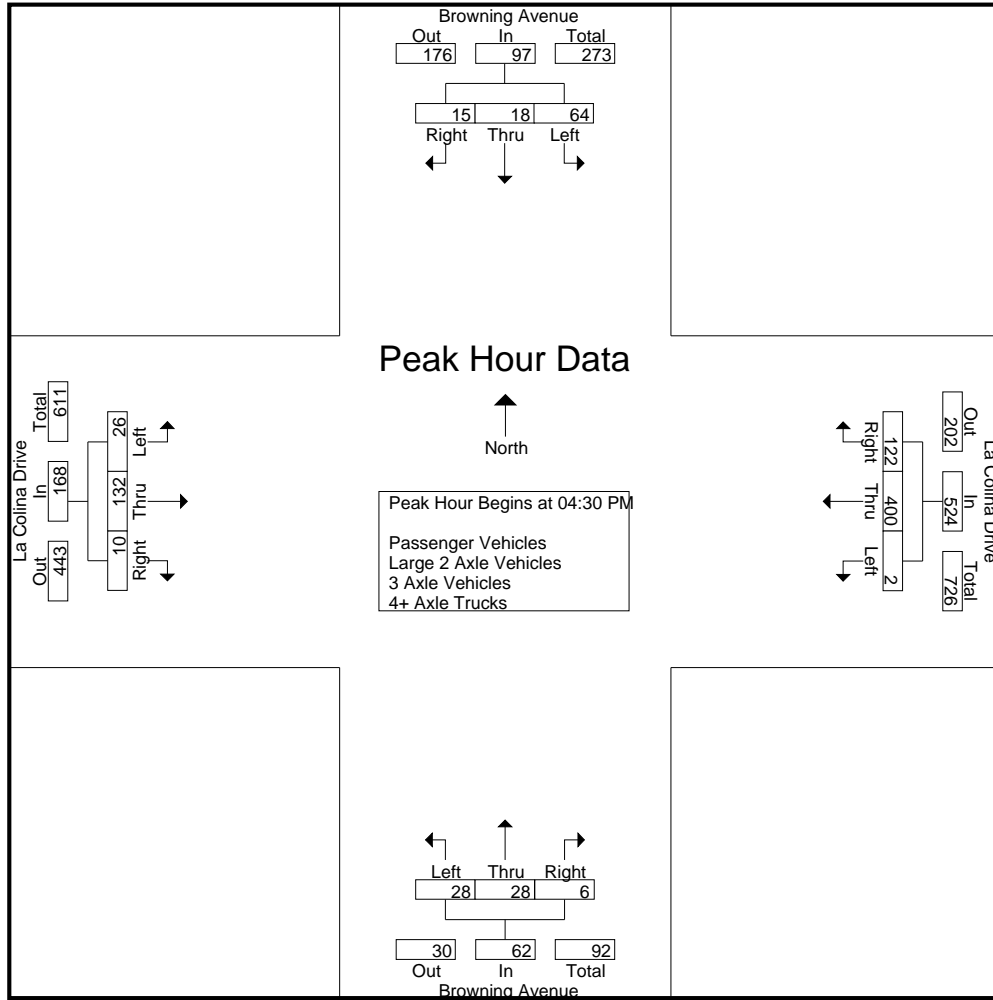 Browning Avenue
Out In Total
176 97 273
15 18 64
Right Thru Left
Peak Hour Data
North
Peak Hour Begins at 04:30 PM
Passenger Vehicles
Large 2 Axle Vehicles
3 Axle Vehicles
4+ Axle Trucks
La Colina Drive
Total In Out
611 168 443
26 132 10
Left Thru Right
La Colina Drive
Out In Total
202 524 726
122 400 2
Right Thru Left
Left Thru Right
28 28 6
30 62 92
Out In Total
Browning Avenue